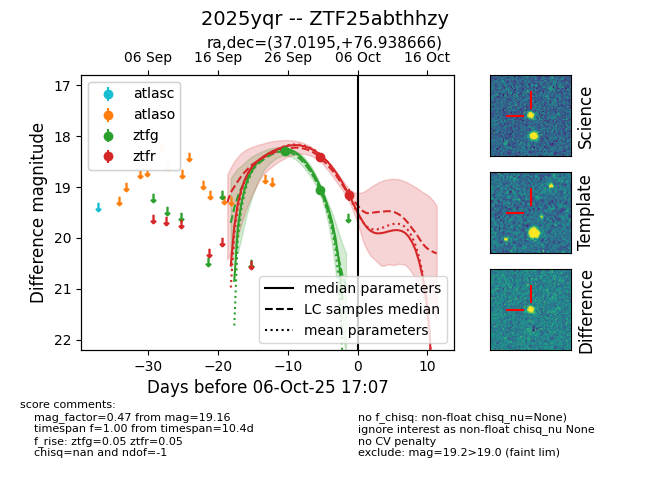 2025yqr -- ZTF25abthhzy
ra,dec=(37.0195,+76.938666)
06 Sep 16 Sep 26 Sep 06 Oct 16 Oct
17
18
19
20
21
22
Difference magnitude
atlasc
atlaso
ztfg
ztfr
median parameters
LC samples median
mean parameters
−30 −20 −10 0 10
Days before 06-Oct-25 17:07
Science
Template
Difference
score comments:
mag_factor=0.47 from mag=19.16
timespan f=1.00 from timespan=10.4d
f_rise: ztfg=0.05 ztfr=0.05
chisq=nan and ndof=-1
no f_chisq: non-float chisq_nu=None)
ignore interest as non-float chisq_nu None
no CV penalty
exclude: mag=19.2>19.0 (faint lim)